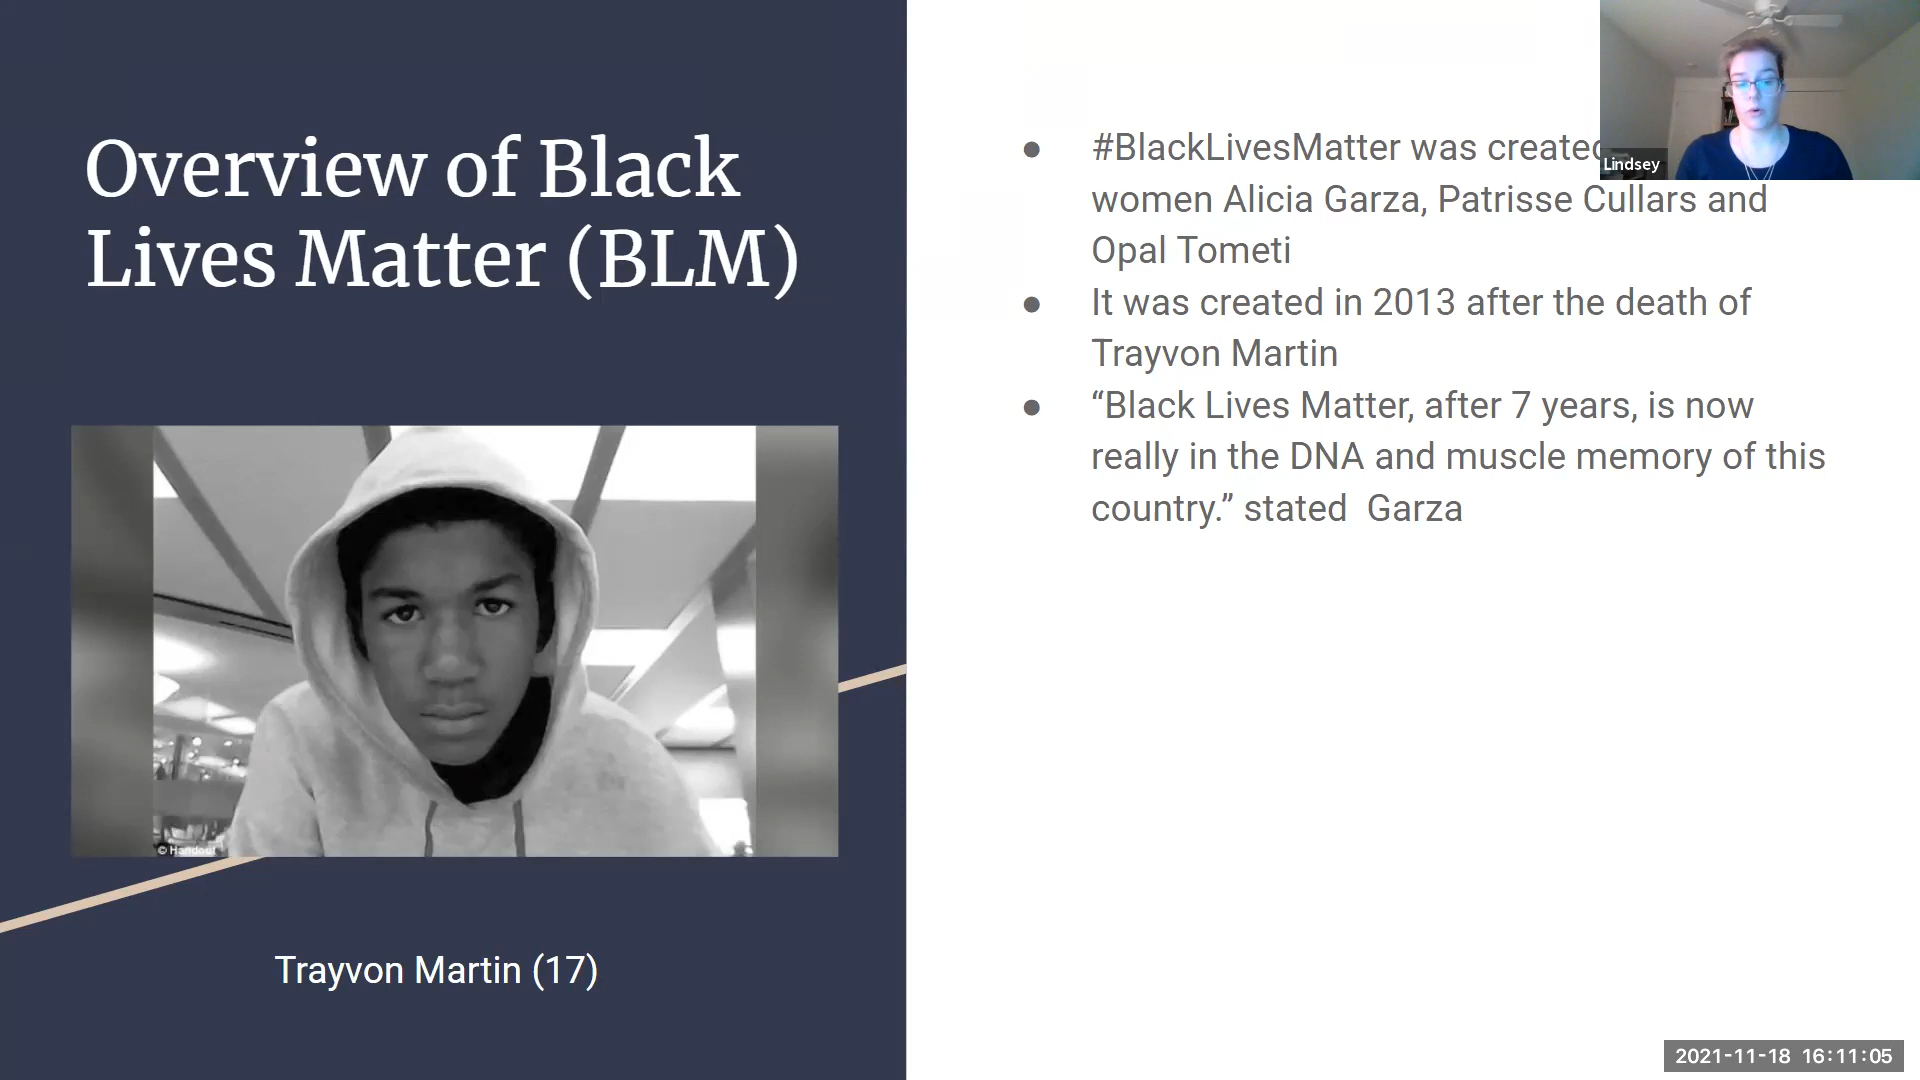 Overview of Black
Lives Matter (BLM)
© Handout
Trayvon Martin (17)
● #BlackLivesMatter was created
women Alicia Garza, Patrisse Cullars and
Opal Tometi
● It was created in 2013 after the death of
Trayvon Martin
● “Black Lives Matter, after 7 years, is now
really in the DNA and muscle memory of this
country.” stated  Garza
Lindsey
2021-11-18 16:11:05